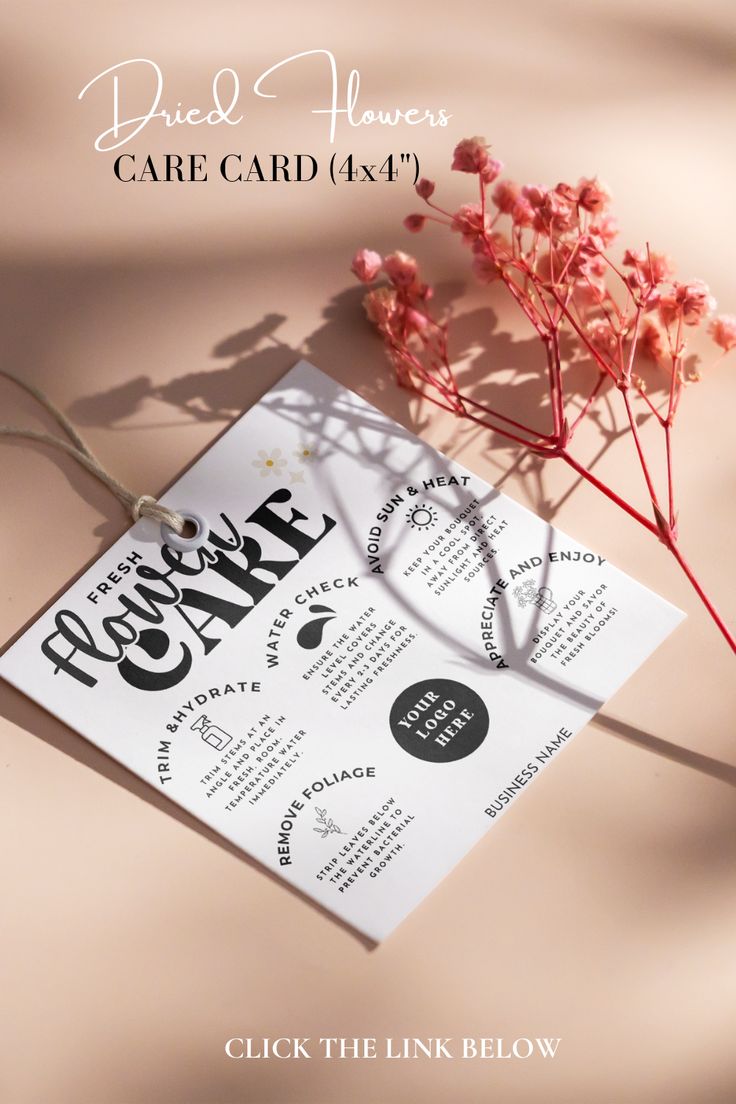 Dried Flowers
CARE CARD (4x4")
FRESH
Flower
CARE
WATER CHECK
ENSURE THE WATER
LEVEL COVERS
STEMS AND CHANGE
EVERY 2-3 DAYS FOR
LASTING FRESHNESS.
AVOID SUN & HEAT
KEEP YOUR BOUQUET
IN A COOL SPOT,
AWAY FROM DIRECT
SUNLIGHT AND HEAT
SOURCES.
APPRECIATE AND ENJOY
DISPLAY YOUR
BOUQUET AND SAVOR
THE BEAUTY OF
FRESH BLOOMS!
TRIM & HYDRATE
TRIM STEMS AT AN
ANGLE AND PLACE IN
FRESH, ROOM-
TEMPERATURE WATER
IMMEDIATELY.
REMOVE FOLIAGE
STRIP LEAVES BELOW
THE WATERLINE TO
PREVENT BACTERIAL
GROWTH.
YOUR
LOGO
HERE
BUSINESS NAME
CLICK THE LINK BELOW